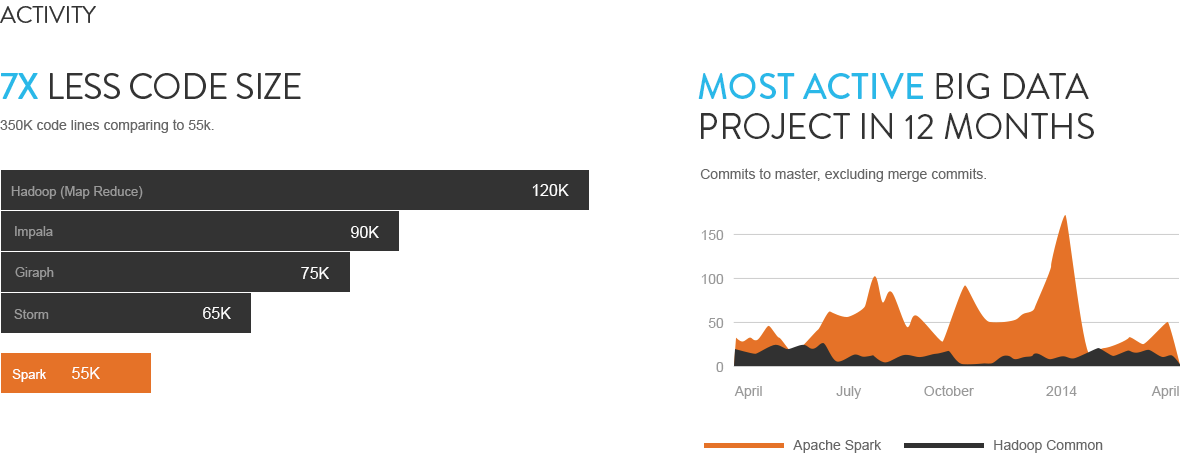 ACTIVITY
7X LESS CODE SIZE
350K code lines comparing to 55k.
Hadoop (Map Reduce) 120K
Impala 90K
Giraph 75K
Storm 65K
Spark 55K
MOST ACTIVE BIG DATA
PROJECT IN 12 MONTHS
Commits to master, excluding merge commits.
150
100
50
0
April July October 2014 April
Apache Spark Hadoop Common